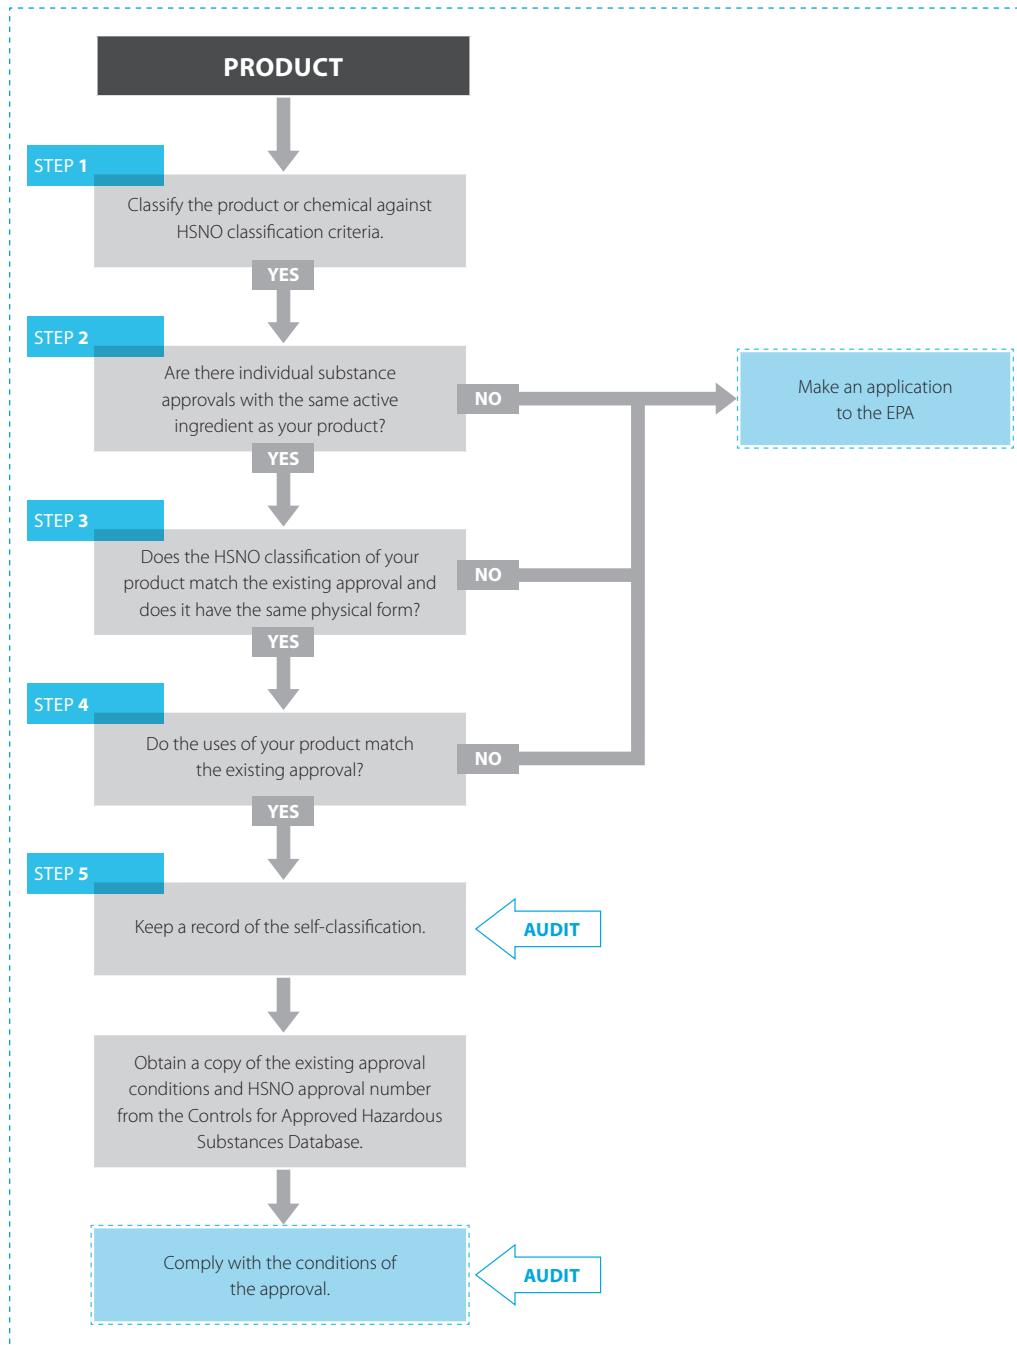 PRODUCT
STEP 1
Classify the product or chemical against
HSNO classification criteria.
YES
STEP 2
Are there individual substance
approvals with the same active
ingredient as your product?
NO
YES
Make an application
to the EPA
STEP 3
Does the HSNO classification of your
product match the existing approval and
does it have the same physical form?
NO
YES
STEP 4
Do the uses of your product match
the existing approval?
NO
YES
STEP 5
Keep a record of the self-classification.
AUDIT
Obtain a copy of the existing approval
conditions and HSNO approval number
from the Controls for Approved Hazardous
Substances Database.
Comply with the conditions of
the approval.
AUDIT